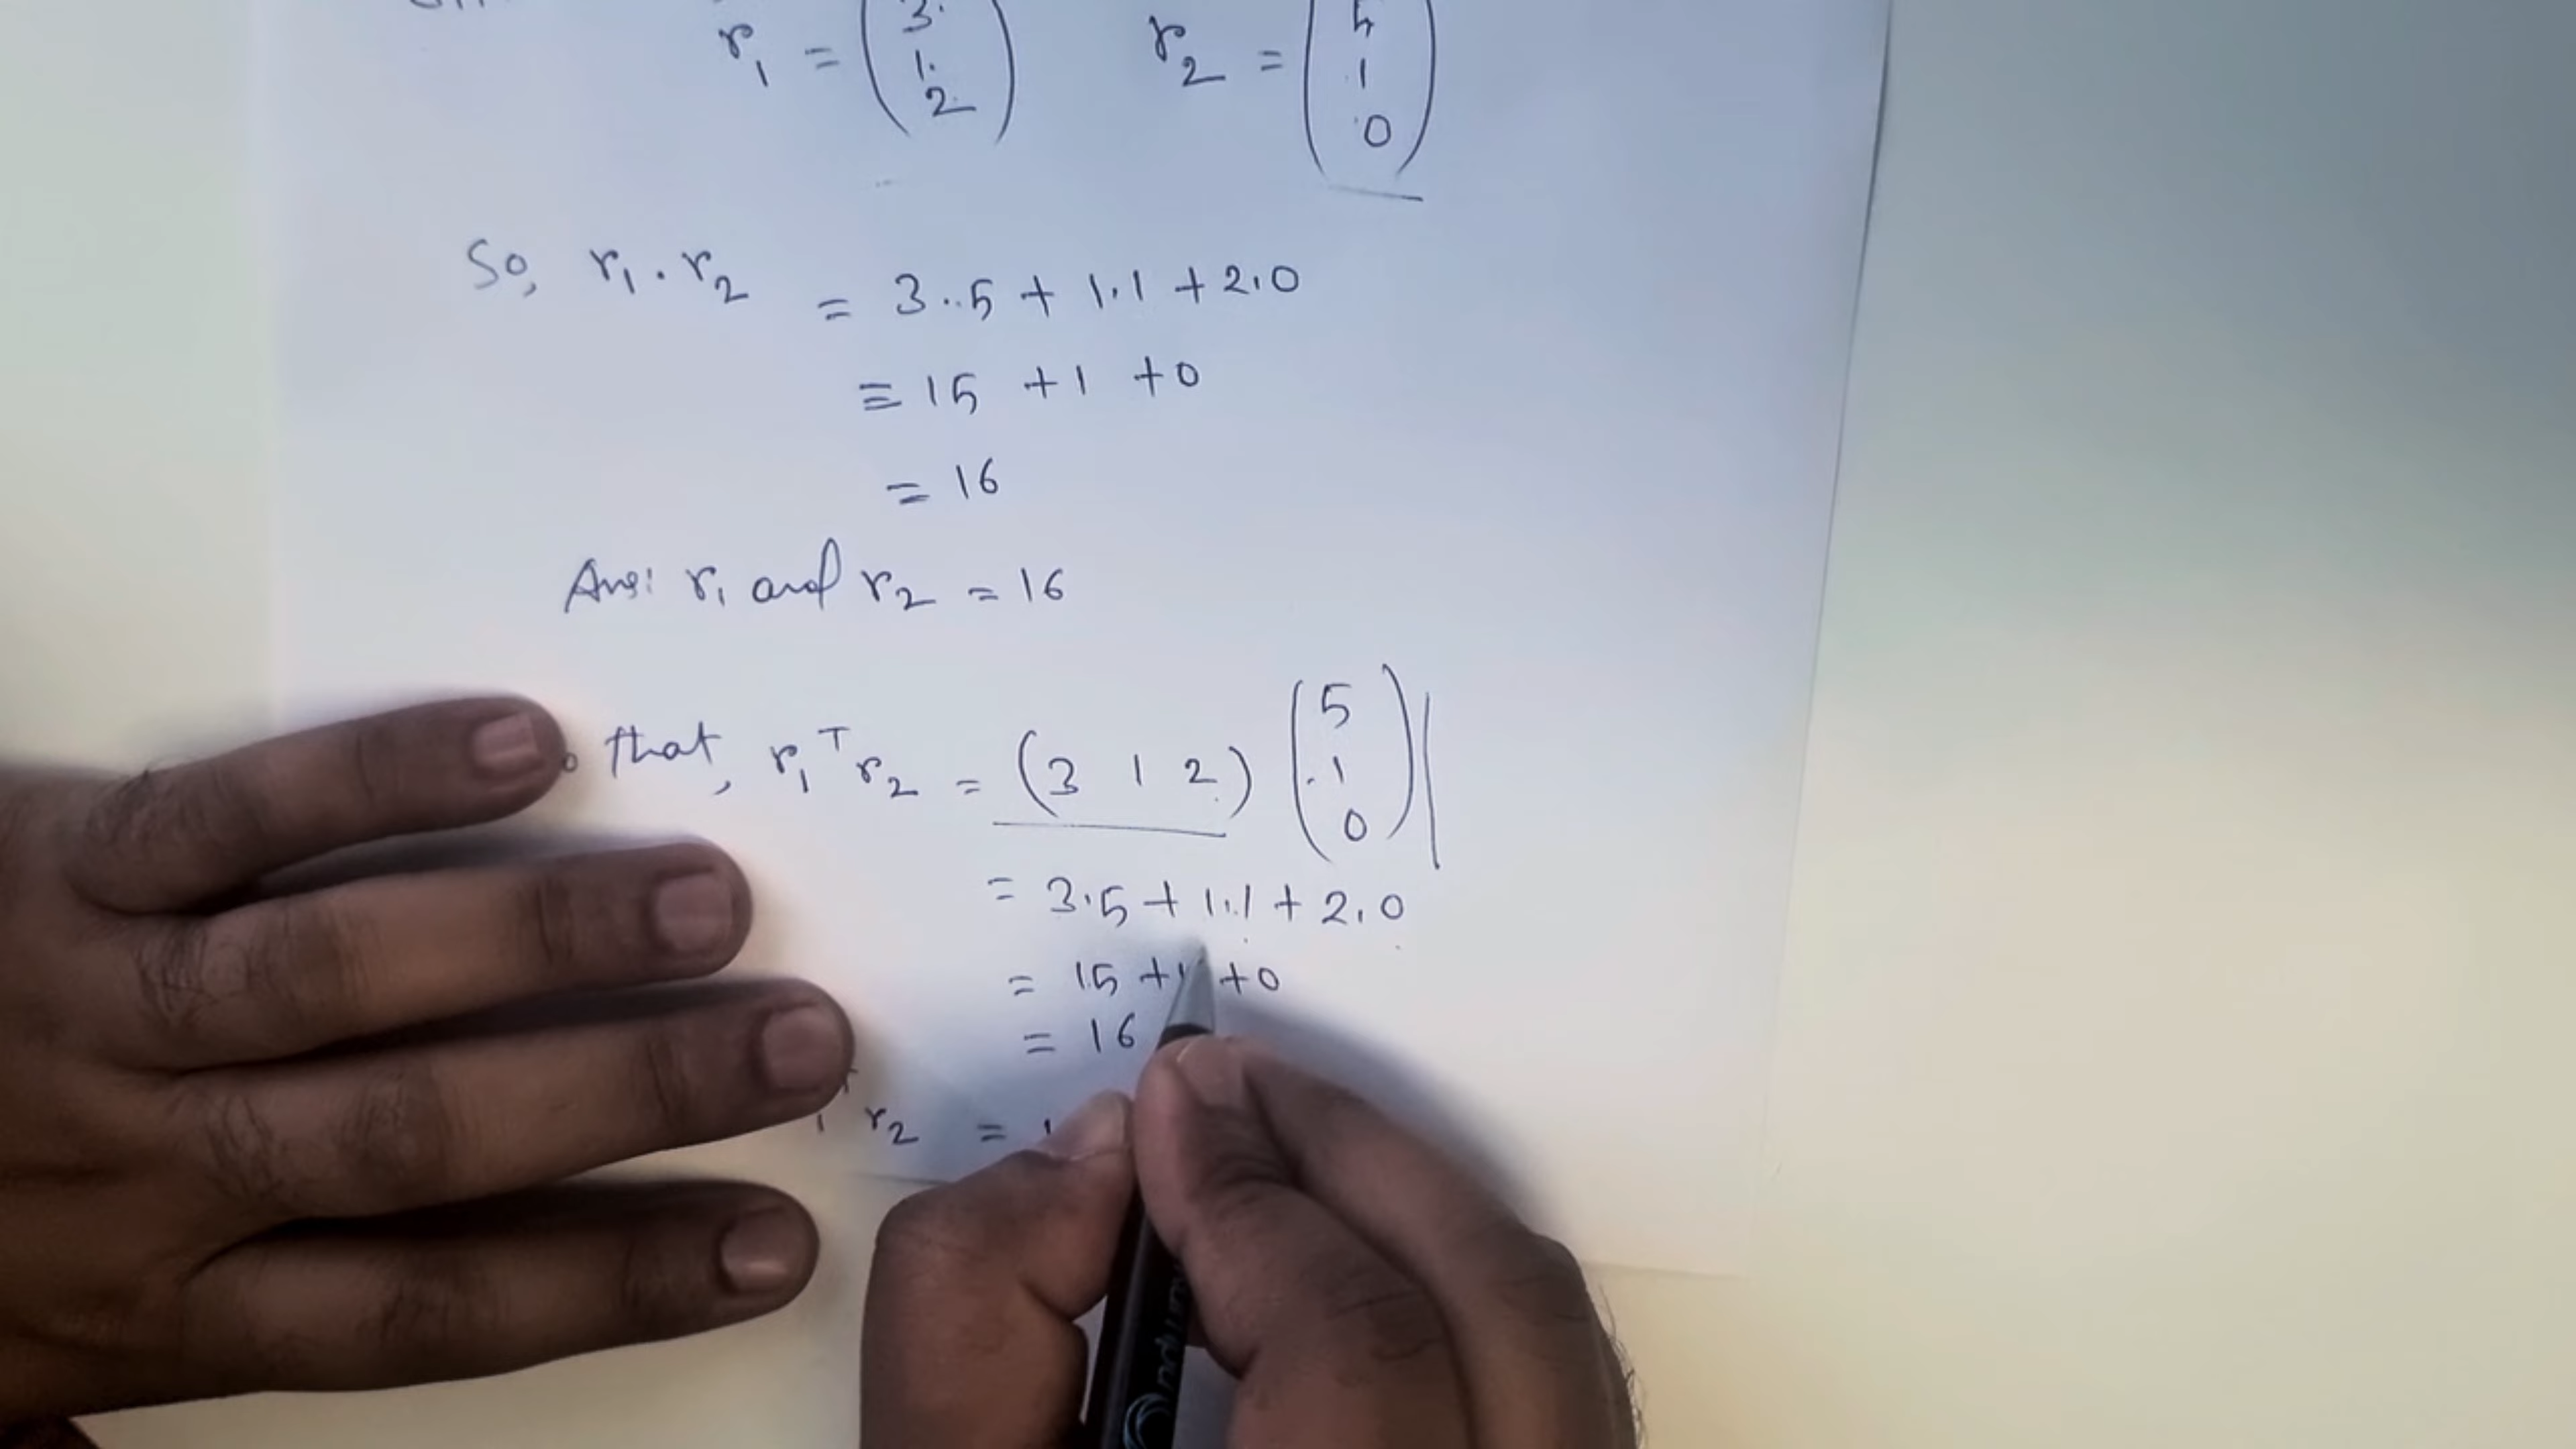 r1 = (3 1 2) r2 = (5 1 0)
So, r1 . r2 = 3..5 + 1.1 + 2.0
= 15 + 1 + 0
= 16
Ans: r1 and r2 = 16
that, r1^T r2 = (3 1 2) (5 1 0)
= 3.5 + 1.1 + 2.0
= 15 + 1 + 0
= 16
r2 =